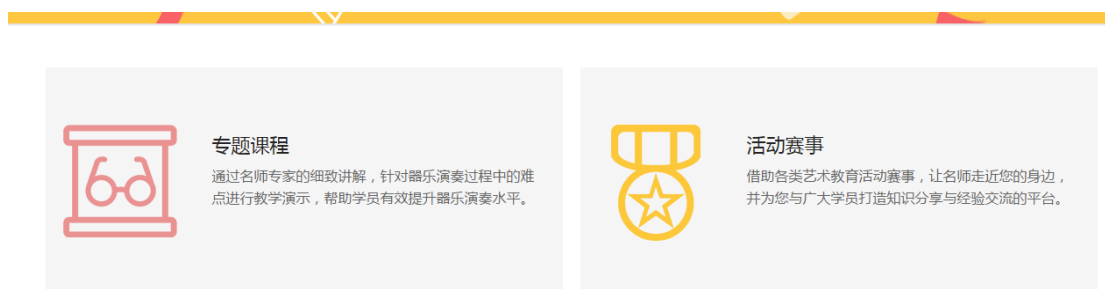 专题课程
通过名师专家的细致讲解，针对器乐演奏过程中的难
点进行教学演示，帮助学员有效提升器乐演奏水平。
活动赛事
借助各类艺术教育活动赛事，让名师走近您的身边，
并为您与广大学员打造知识分享与经验交流的平台。